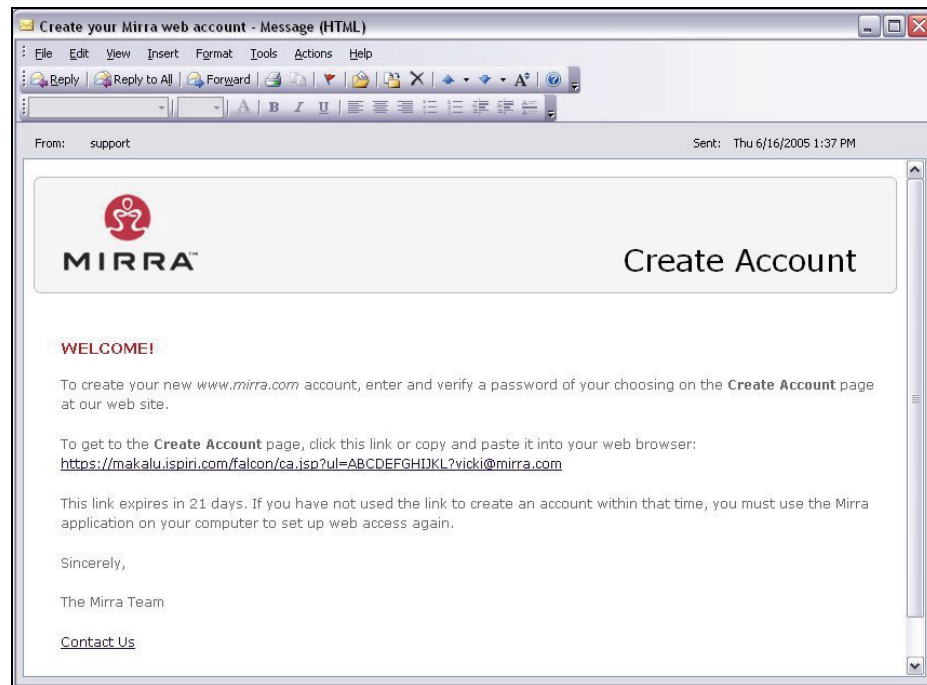 Create your Mirra web account - Message (HTML)
File Edit View Insert Format Tools Actions Help
Reply Reply to All Forward
From: support Sent: Thu 6/16/2005 1:37 PM
MIRRA™
Create Account
WELCOME!
To create your new www.mirra.com account, enter and verify a password of your choosing on the Create Account page
at our web site.
To get to the Create Account page, click this link or copy and paste it into your web browser:
https://makalu.ispiri.com/falcon/ca.jsp?ul=ABCDEFGHIJKL?vicki@mirra.com
This link expires in 21 days. If you have not used the link to create an account within that time, you must use the Mirra
application on your computer to set up web access again.
Sincerely,
The Mirra Team
Contact Us